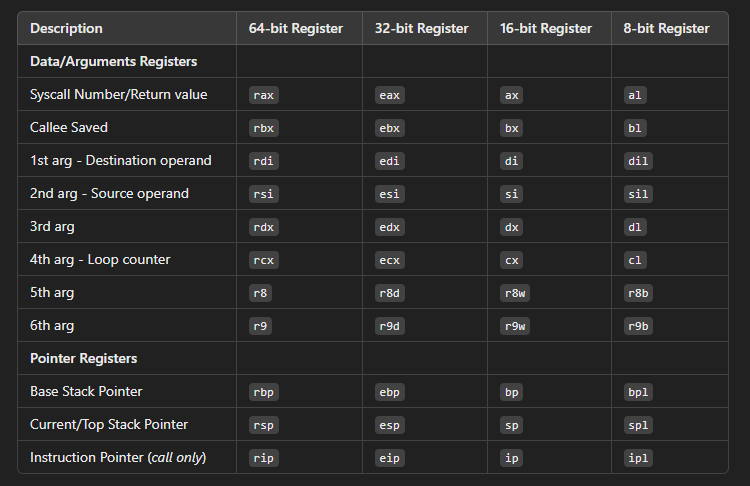 Description 64-bit Register 32-bit Register 16-bit Register 8-bit Register
Data/Arguments Registers
Syscall Number/Return value rax eax ax al
Callee Saved rbx ebx bx bl
1st arg - Destination operand rdi edi di dil
2nd arg - Source operand rsi esi si sil
3rd arg rdx edx dx dl
4th arg - Loop counter rcx ecx cx cl
5th arg r8 r8d r8w r8b
6th arg r9 r9d r9w r9b
Pointer Registers
Base Stack Pointer rbp ebp bp bpl
Current/Top Stack Pointer rsp esp sp spl
Instruction Pointer (call only) rip eip ip ipl